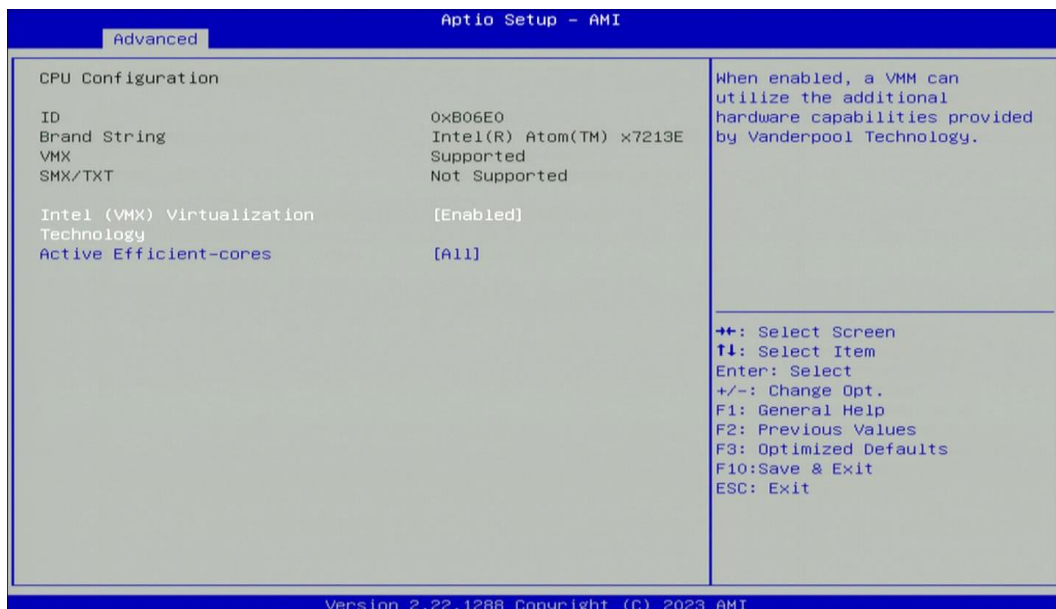 Aptio Setup - AMI
Advanced
CPU Configuration
ID 0xB06E0
Brand String Intel(R) Atom(TM) x7213E
VMX Supported
SMX/TXT Not Supported
Intel (VMX) Virtualization [Enabled]
Technology
Active Efficient-cores [All]
When enabled, a VMM can
utilize the additional
hardware capabilities provided
by Vanderpool Technology.
→←: Select Screen
↑↓: Select Item
Enter: Select
+/-: Change Opt.
F1: General Help
F2: Previous Values
F3: Optimized Defaults
F10:Save & Exit
ESC: Exit
Version 2.22.1288 Copyright (C) 2023 AMI